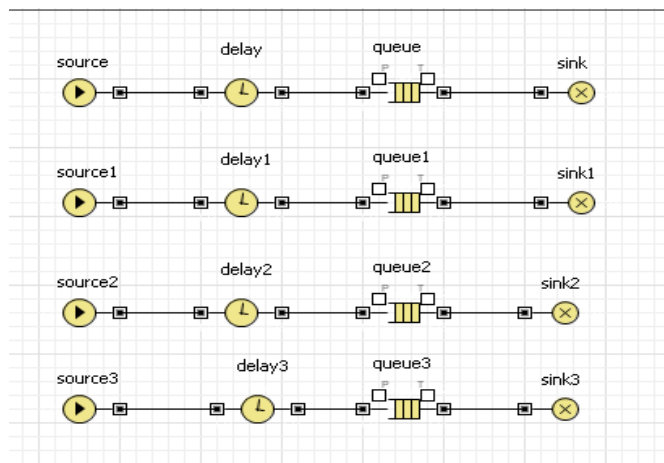 source delay queue sink
P T
source1 delay1 queue1 sink1
P T
source2 delay2 queue2 sink2
P T
source3 delay3 queue3 sink3
P T